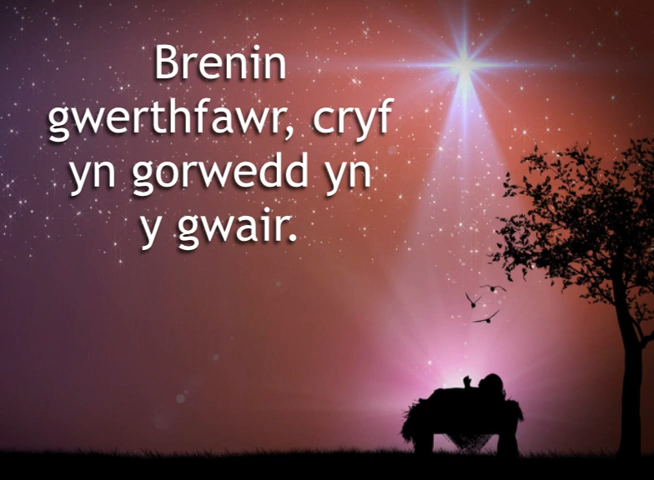 Brenin
gwerthfawr, cryf
yn gorwedd yn
y gwair.